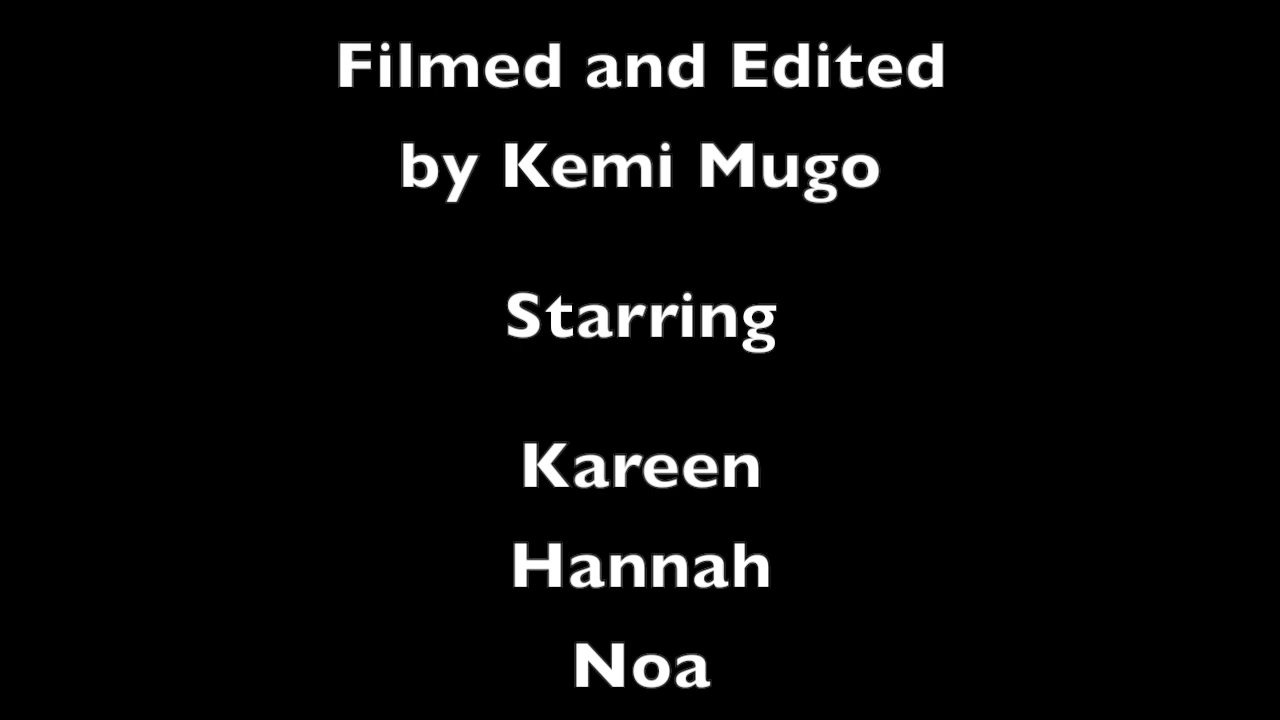 Filmed and Edited
by Kemi Mugo
Starring
Kareen
Hannah
Noa